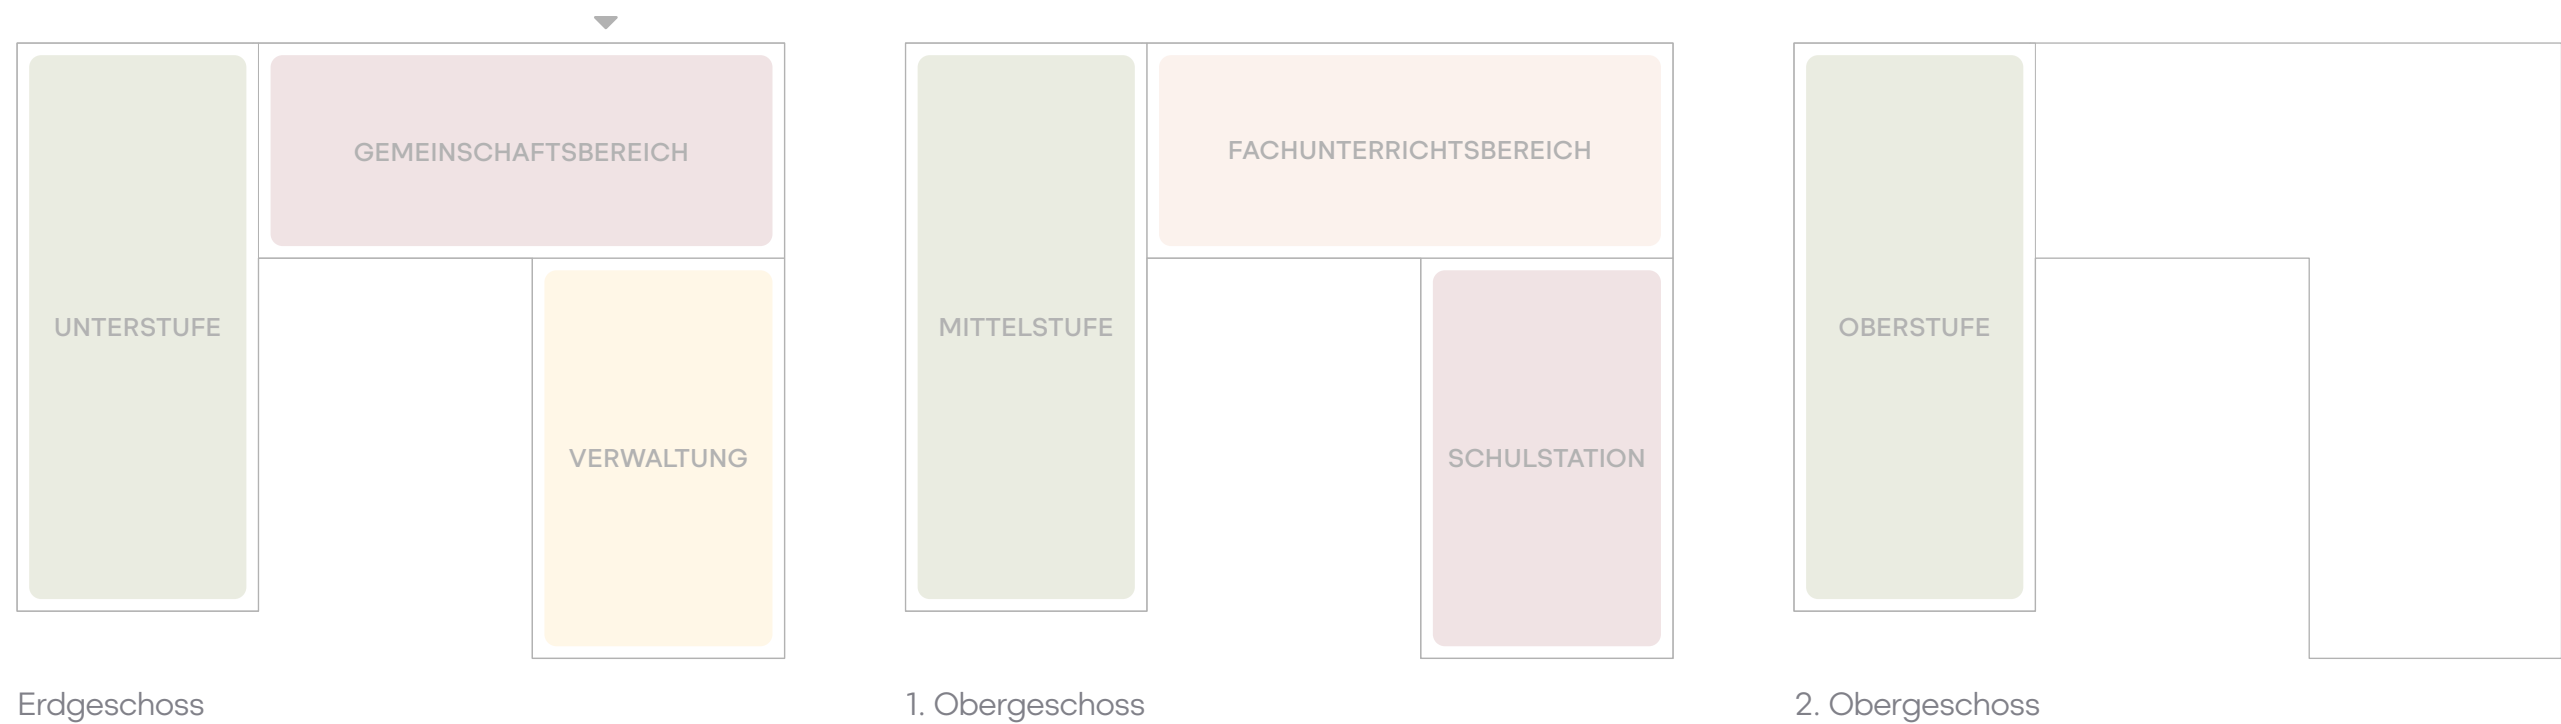 GEMEINSCHAFTSBEREICH
UNTERSTUFE
VERWALTUNG
Erdgeschoss
FACHUNTERRICHTSBEREICH
MITTELSTUFE
SCHULSTATION
1. Obergeschoss
OBERSTUFE
2. Obergeschoss